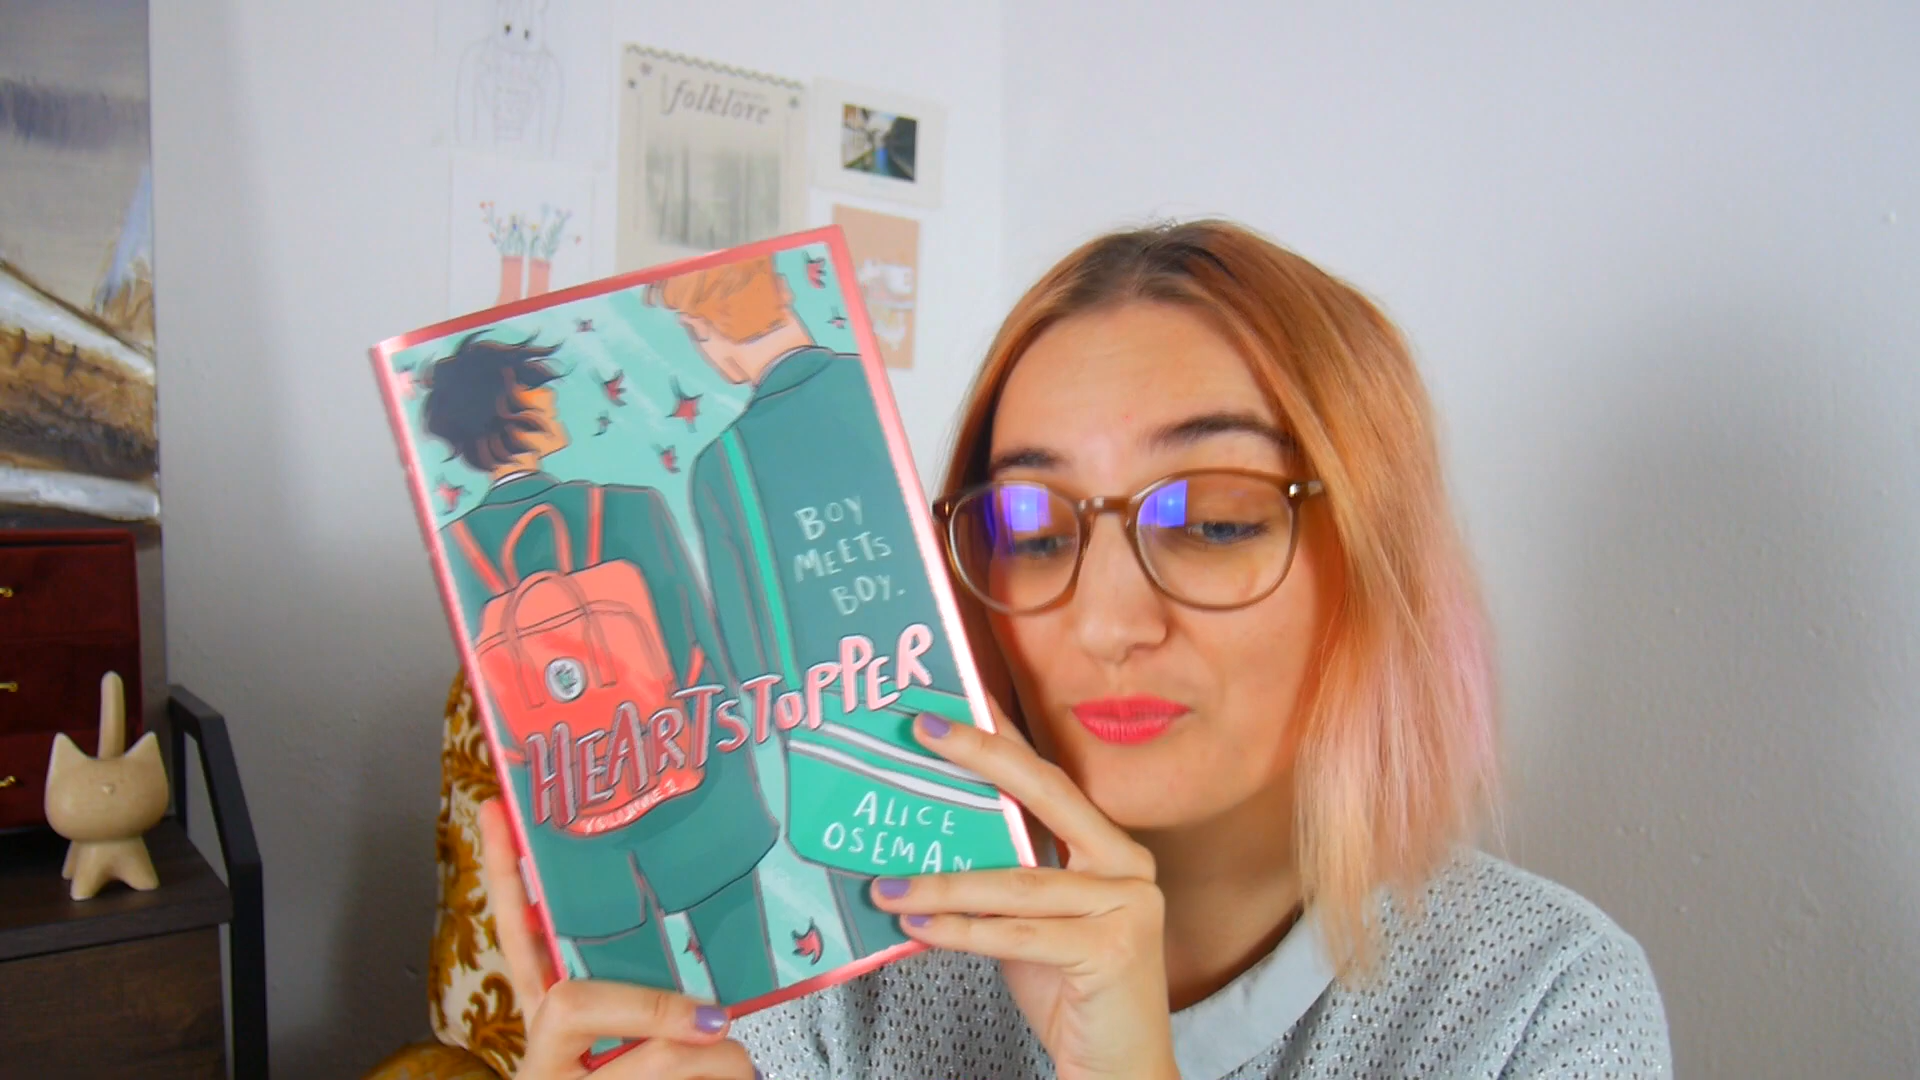 folklore
BOY
MEETS
BOY.
HEARTSTOPPER
VOLUME 1
ALICE
OSEMAN